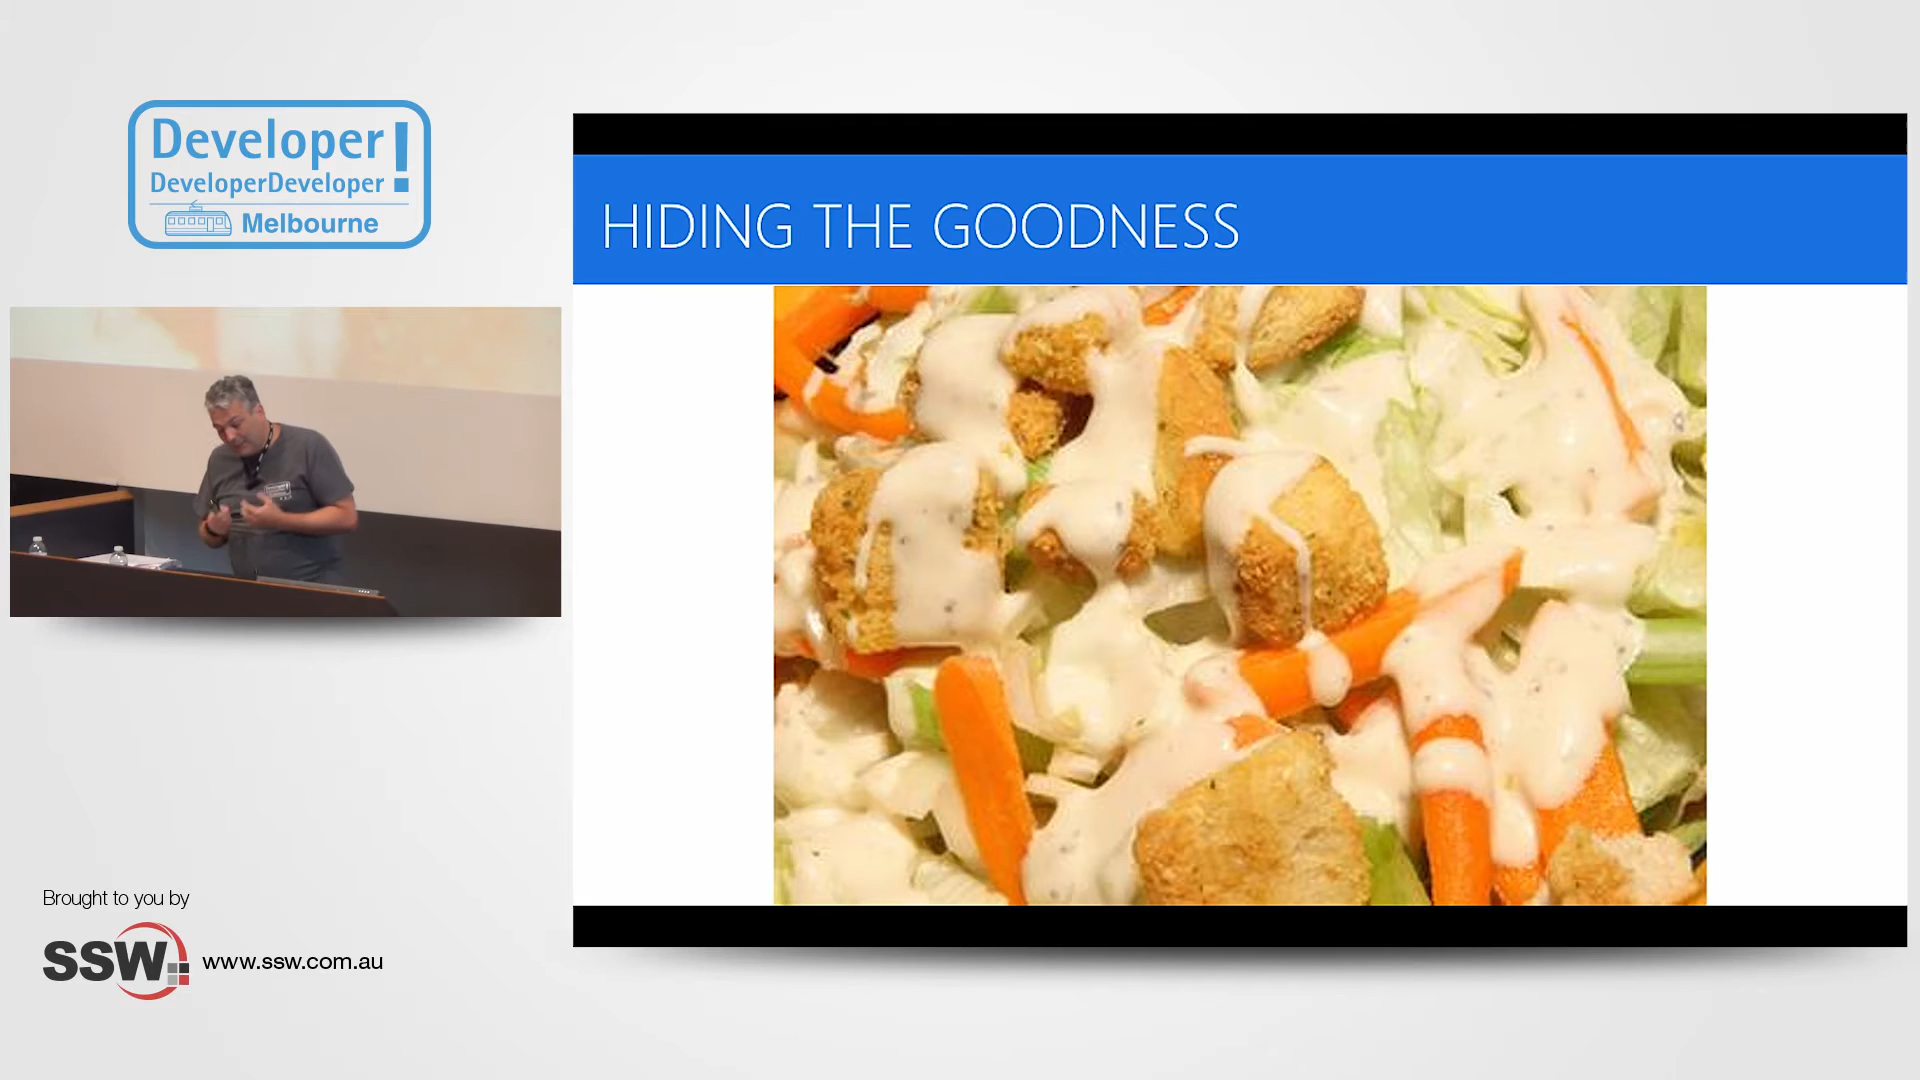 Developer!
DeveloperDeveloper
Melbourne
HIDING THE GOODNESS
Brought to you by
SSW
www.ssw.com.au